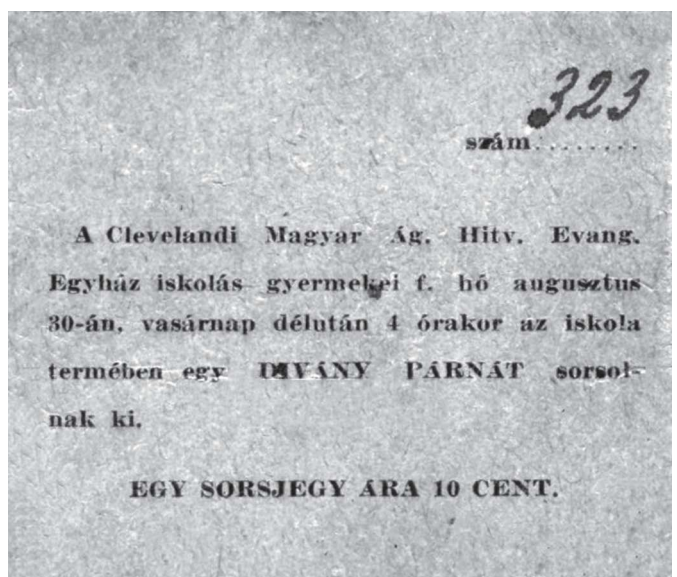 323
szám.........
A Clevelandi Magyar Ág. Hitv. Evang.
Egyház iskolás gyermekei f. hó augusztus
30-án, vasárnap délután 4 órakor az iskola
termében egy DIVÁNY PÁRNÁT sorsol-
nak ki.
EGY SORSJEGY ÁRA 10 CENT.